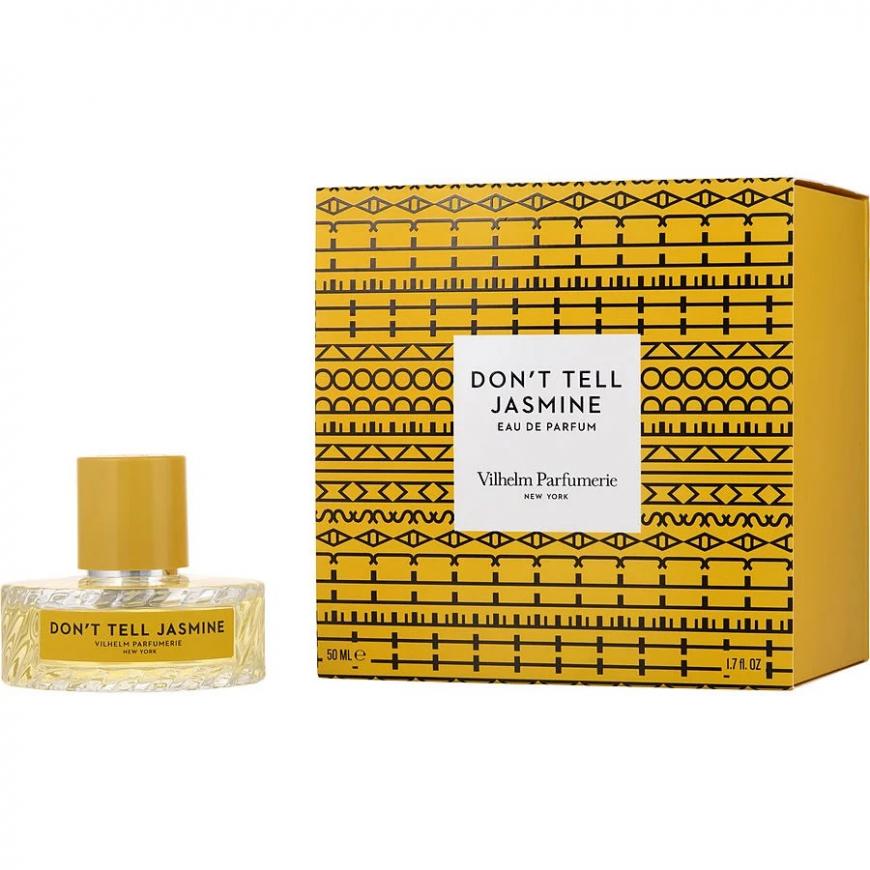 DON'T TELL
JASMINE
EAU DE PARFUM
Vilhelm Parfumerie
NEW YORK
50 ML ℮
1.7 fl. OZ
DON'T TELL JASMINE
VILHELM PARFUMERIE
NEW YORK